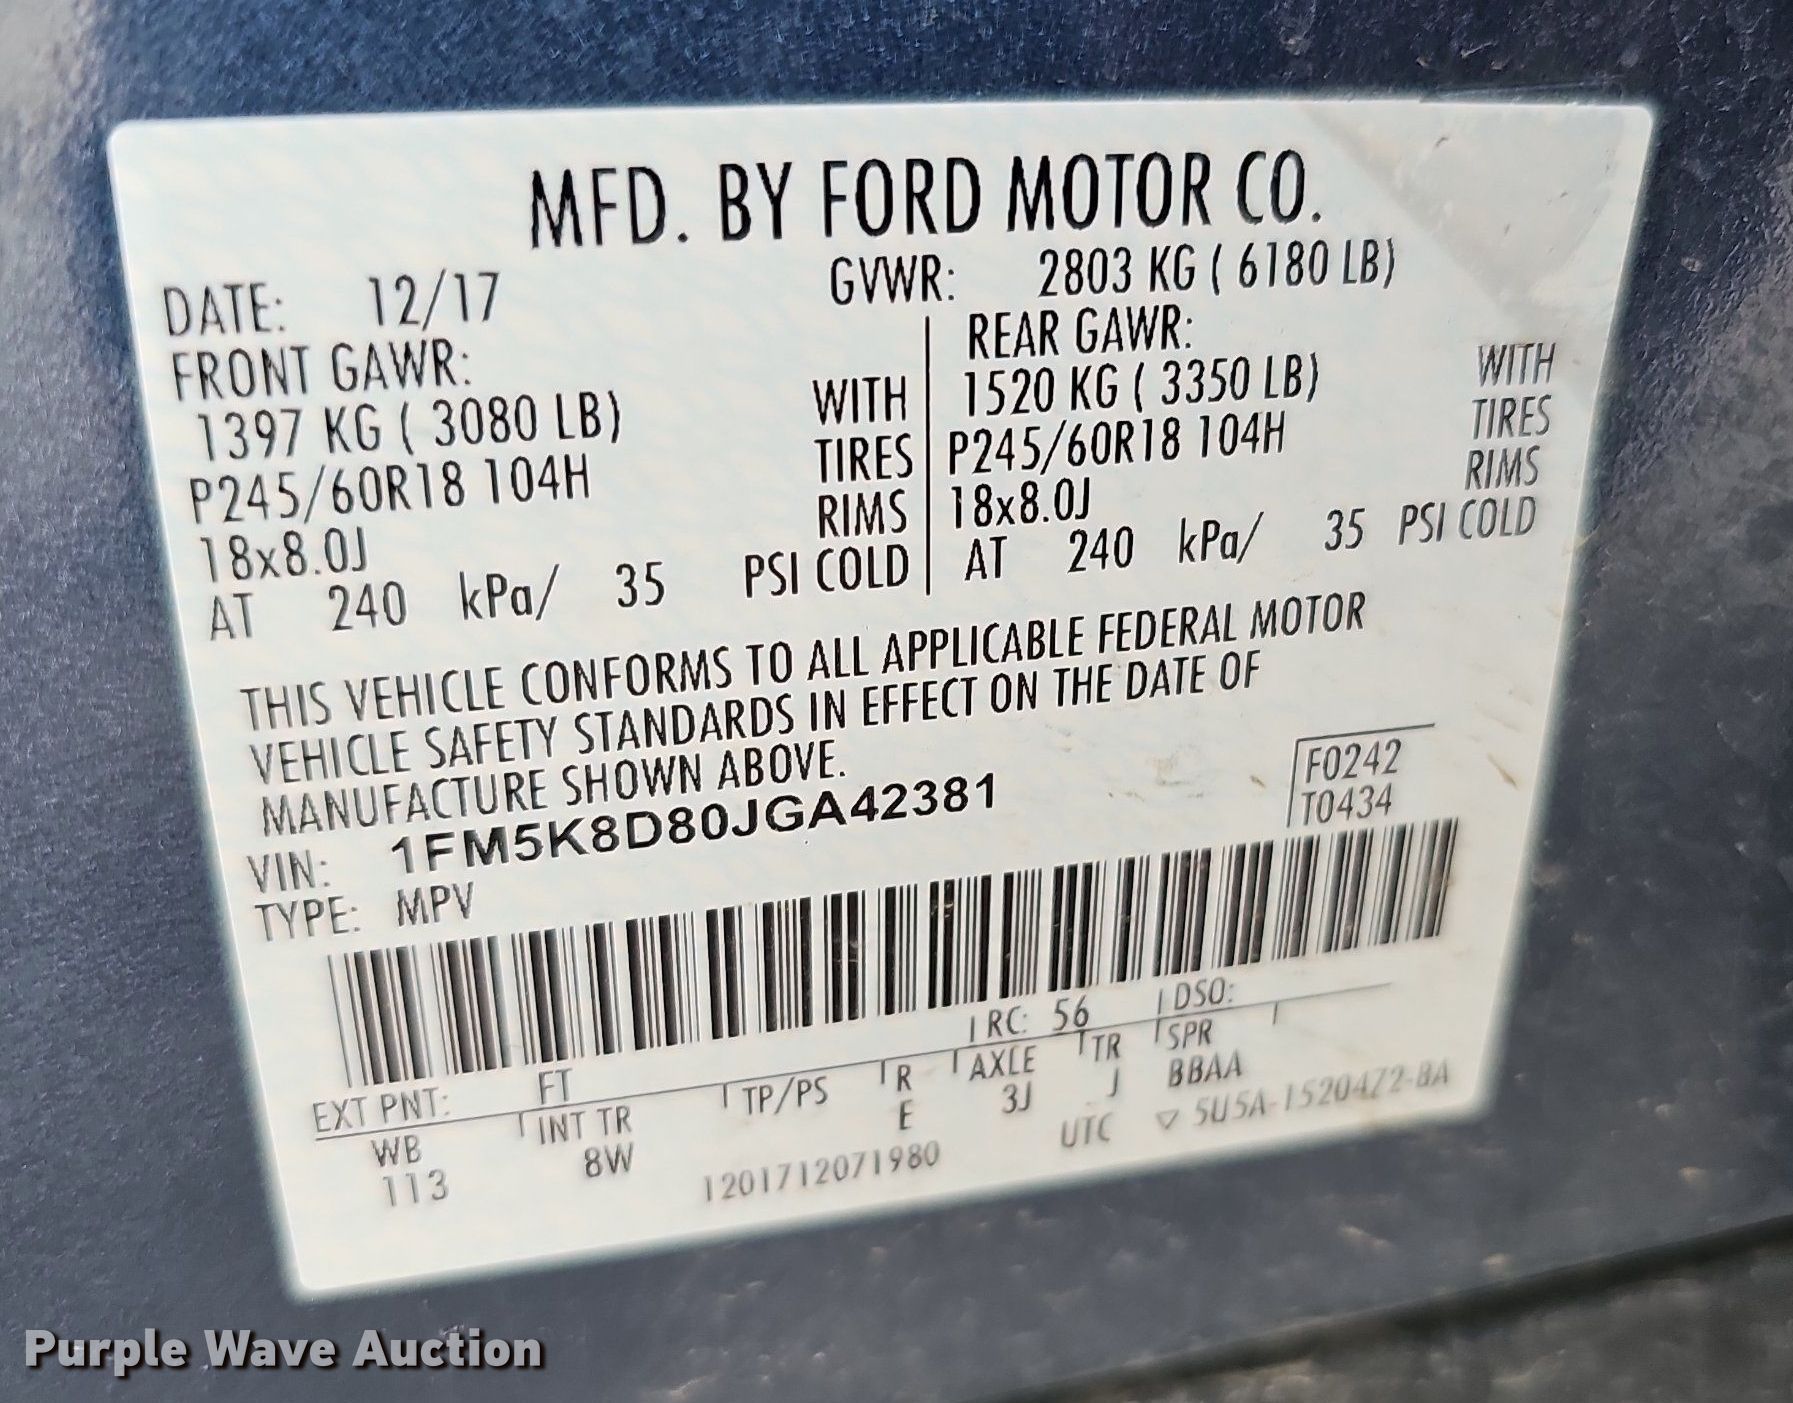 MFD. BY FORD MOTOR CO.
DATE: 12/17 GVWR: 2803 KG ( 6180 LB)
FRONT GAWR: REAR GAWR:
1397 KG ( 3080 LB) WITH 1520 KG ( 3350 LB) WITH
P245/60R18 104H TIRES P245/60R18 104H TIRES
18x8.0J RIMS 18x8.0J RIMS
AT 240 kPa/ 35 PSI COLD AT 240 kPa/ 35 PSI COLD
THIS VEHICLE CONFORMS TO ALL APPLICABLE FEDERAL MOTOR
VEHICLE SAFETY STANDARDS IN EFFECT ON THE DATE OF
MANUFACTURE SHOWN ABOVE.
VIN: 1FM5K8D80JGA42381
F0242
T0434
TYPE: MPV
EXT PNT: FT RC: 56 DSO:
WB INT TR TP/PS R AXLE TR SPR
113 8W E 3J J BBAA
1201712071980 UTC ▽ 5U5A-1520472-BA
Purple Wave Auction